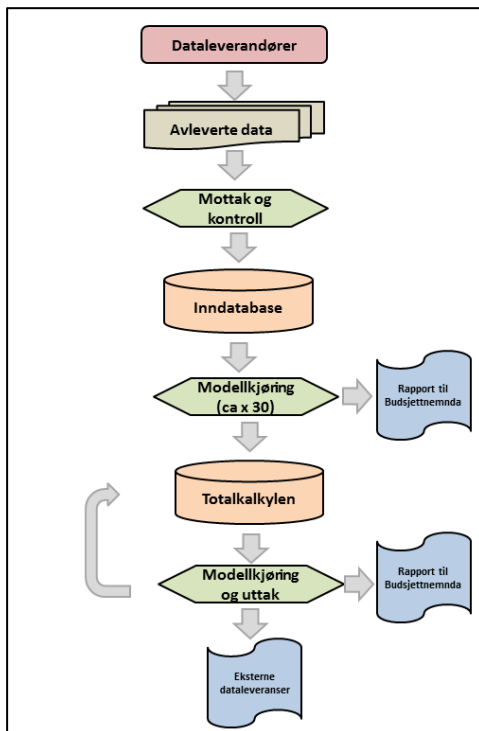 Dataleverandører
Avleverte data
Mottak og
kontroll
Inndatabase
Modellkjøring
(ca x 30)
Rapport til
Budsjettnemnda
Totalkalkylen
Modellkjøring
og uttak
Rapport til
Budsjettnemnda
Eksterne
dataleveranser